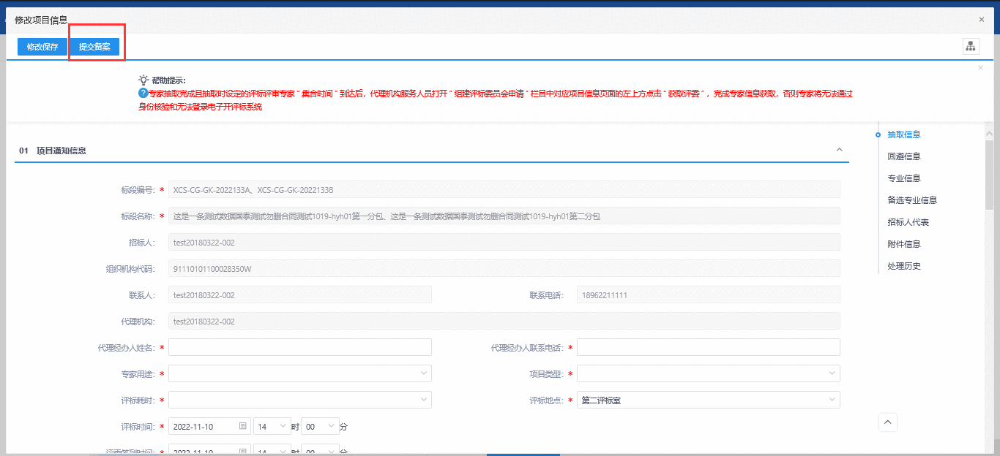 修改项目信息
×
修改保存 提交备案
×
帮助提示:
?专家抽取完成且抽取时设定的评标评审专家“集合时间”到达后，代理机构服务人员打开“组建评标委员会申请“栏目中对应项目信息页面的左上方点击“获取评委”，完成专家信息获取，否则专家将无法通过
身份核验和无法登录电子开评标系统
抽取信息
回避信息
专业信息
备选专业信息
招标人代表
附件信息
处理历史
01 项目通知信息
标段编号: * XCS-CG-GK-2022133A、XCS-CG-GK-2022133B
标段名称: * 这是一条测试数据国泰测试勿删合同测试1019-hyh01第一分包、这是一条测试数据国泰测试勿删合同测试1019-hyh01第二分包
招标人: test20180322-002
组织机构代码: 91110101100028350W
联系人: test20180322-002 联系电话: 18962211111
代理机构: test20180322-002
代理经办人姓名: * 代理经办人联系电话: *
专家用途: * 项目类型: *
评标耗时: * 评标地点: * 第二评标室
评标时间: * 2022-11-10 14 时 00 分
评委签到时间: * 2022-11-10 14 时 00 分